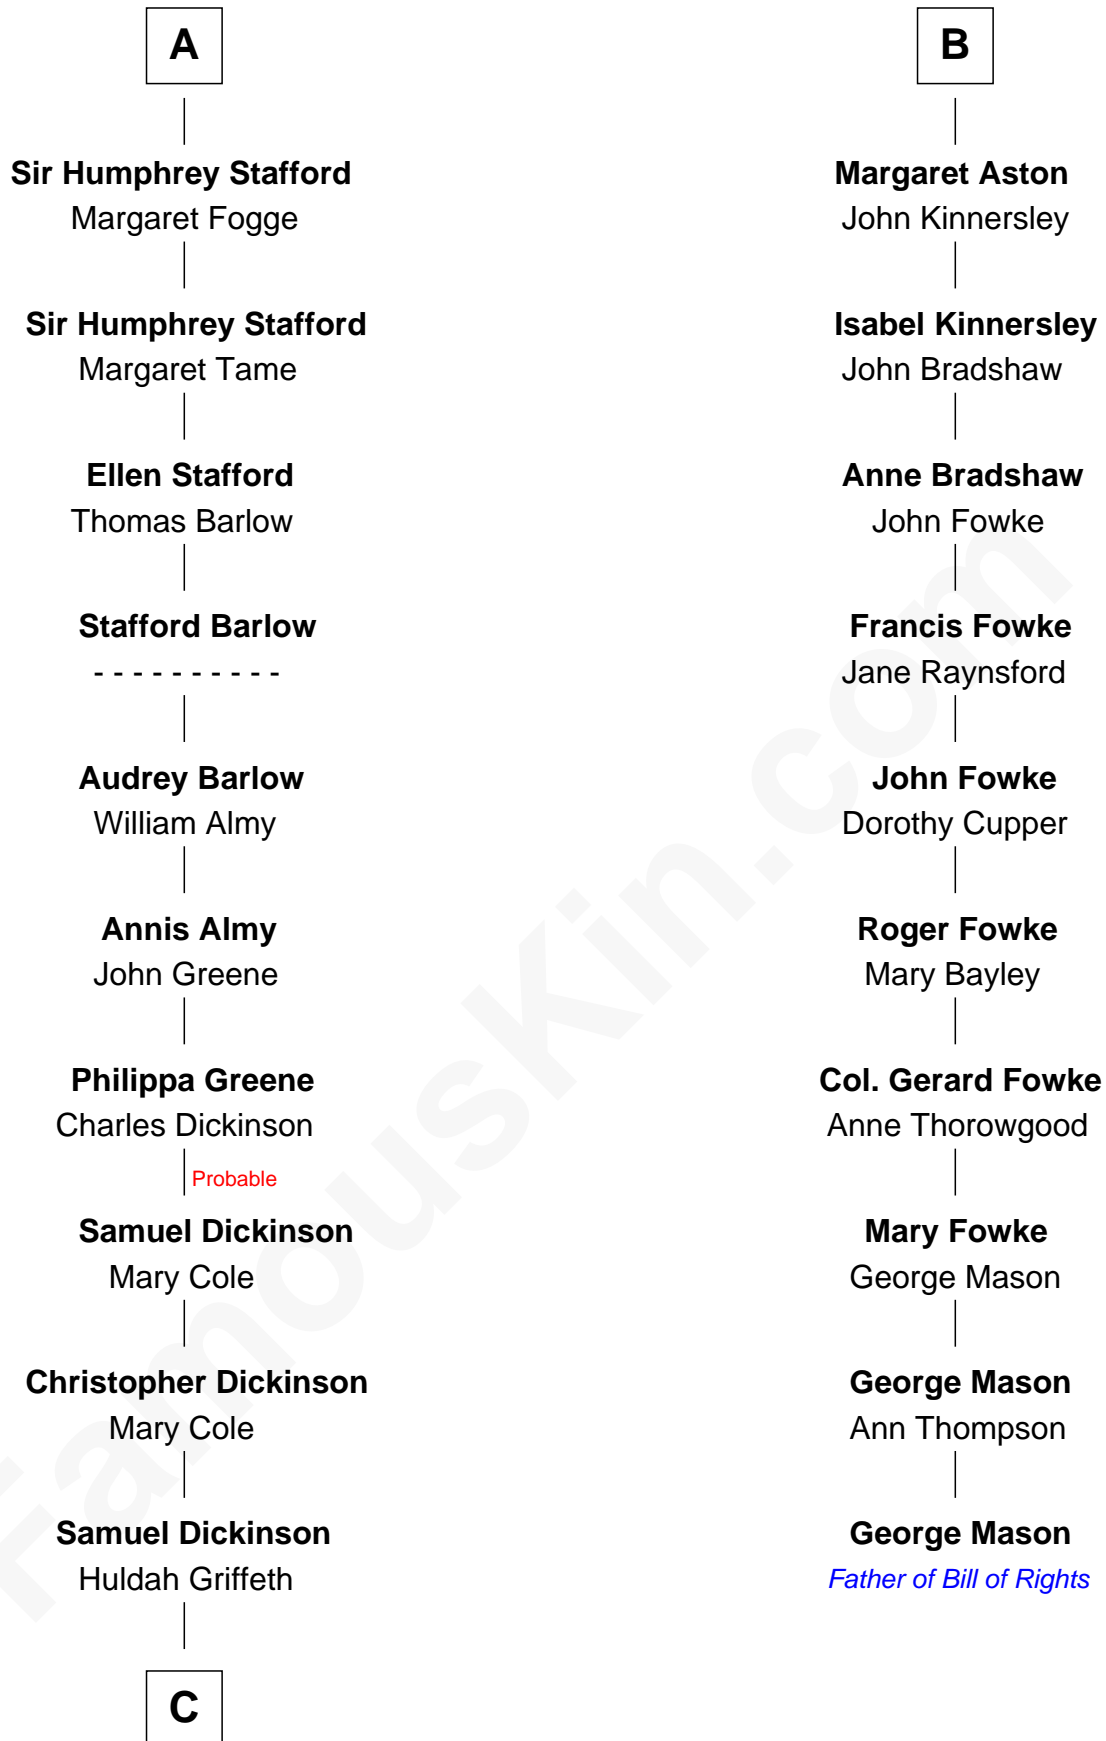 A
Sir Humphrey Stafford
Margaret Fogge
Sir Humphrey Stafford
Margaret Tame
Ellen Stafford
Thomas Barlow
Stafford Barlow
- - - - - - - - - -
Audrey Barlow
William Almy
Annis Almy
John Greene
Philippa Greene
Charles Dickinson
Probable
Samuel Dickinson
Mary Cole
Christopher Dickinson
Mary Cole
Samuel Dickinson
Huldah Griffeth
C
B
Margaret Aston
John Kinnersley
Isabel Kinnersley
John Bradshaw
Anne Bradshaw
John Fowke
Francis Fowke
Jane Raynsford
John Fowke
Dorothy Cupper
Roger Fowke
Mary Bayley
Col. Gerard Fowke
Anne Thorowgood
Mary Fowke
George Mason
George Mason
Ann Thompson
George Mason
Father of Bill of Rights
FamousKin.com